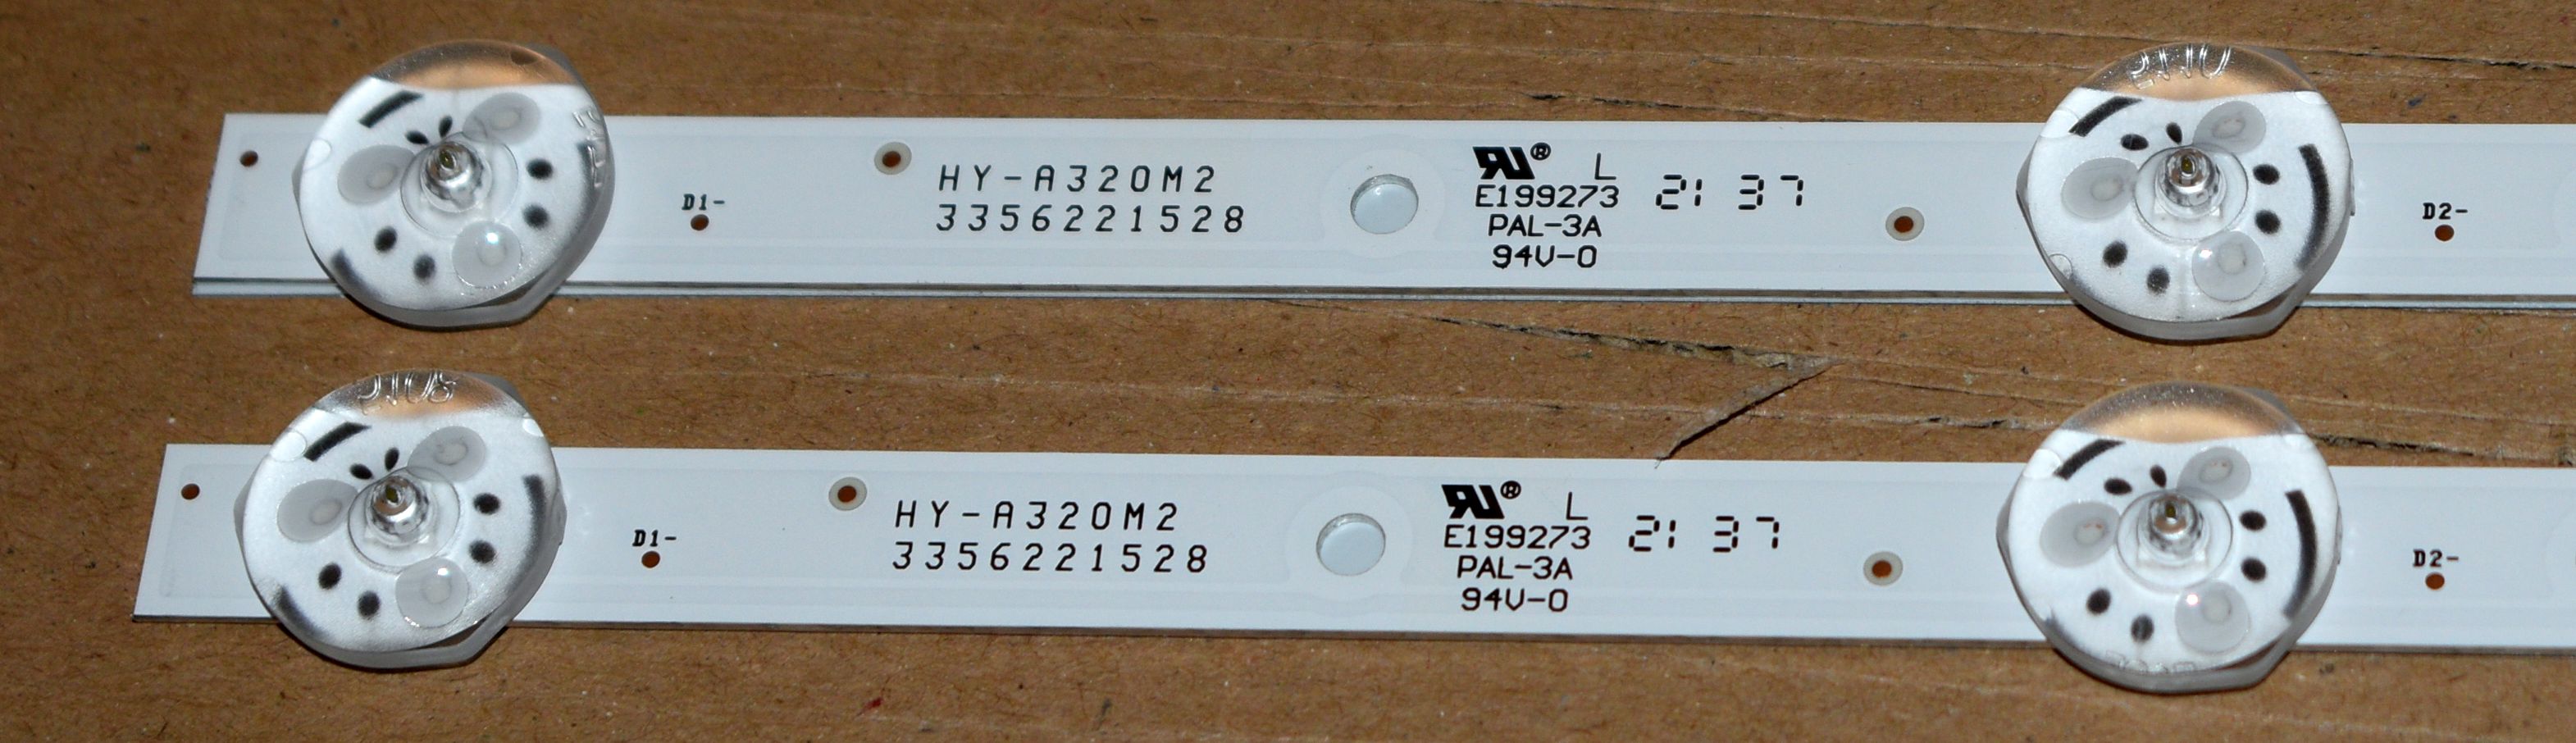 D1-
HY-A320M2
3356221528
L
E199273
PAL-3A
94V-0
21 37
D2-
2108
D1-
HY-A320M2
3356221528
L
E199273
PAL-3A
94V-0
21 37
D2-